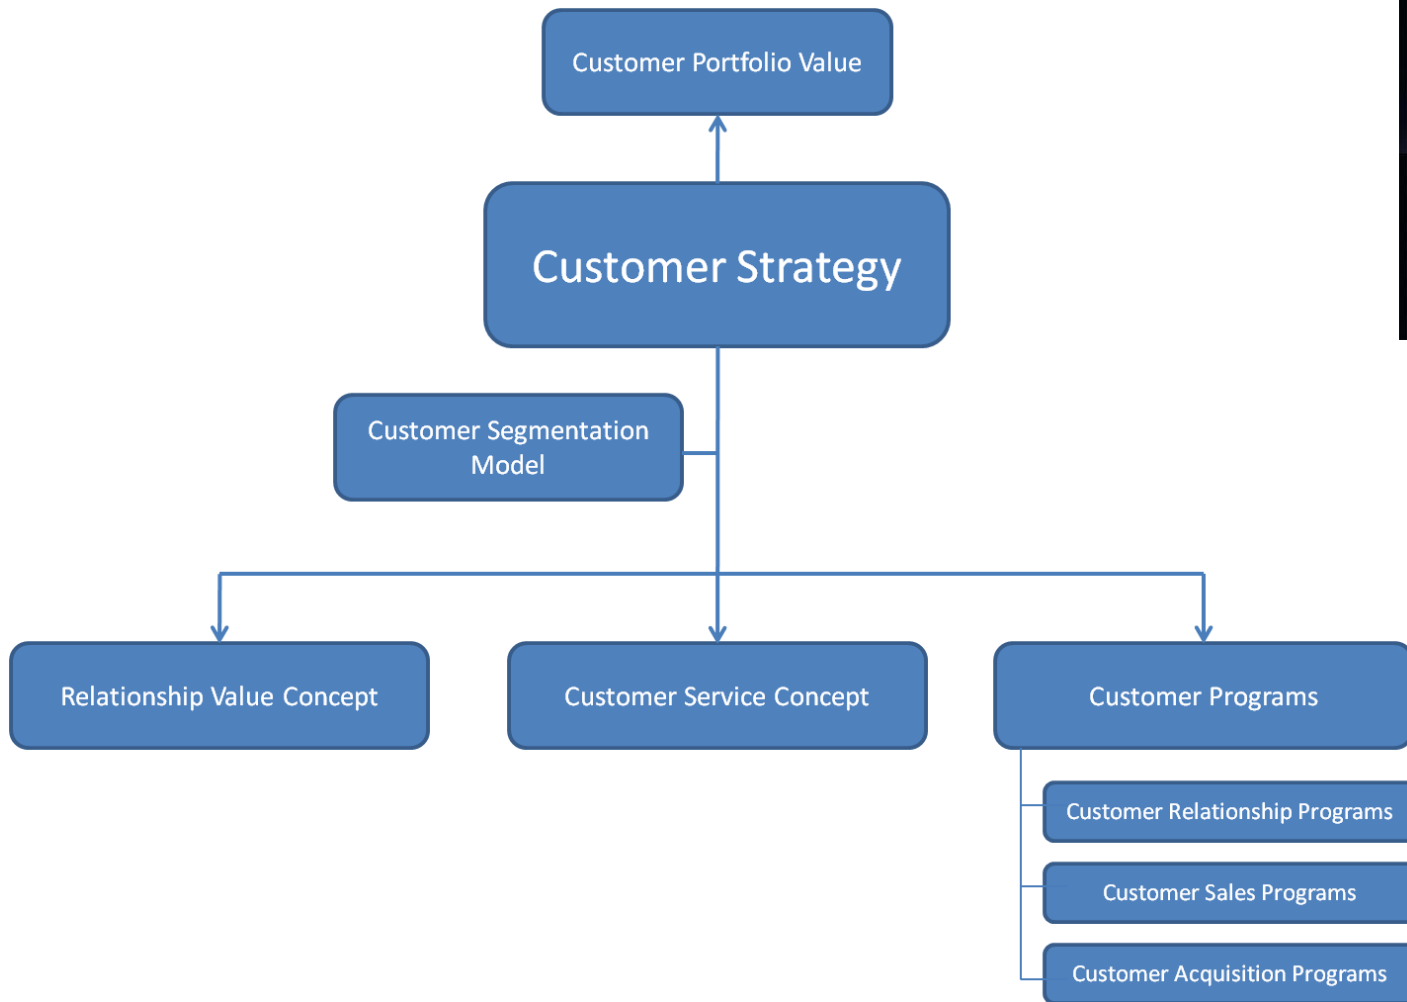 Customer Portfolio Value
Customer Strategy
Customer Segmentation
Model
Relationship Value Concept
Customer Service Concept
Customer Programs
Customer Relationship Programs
Customer Sales Programs
Customer Acquisition Programs